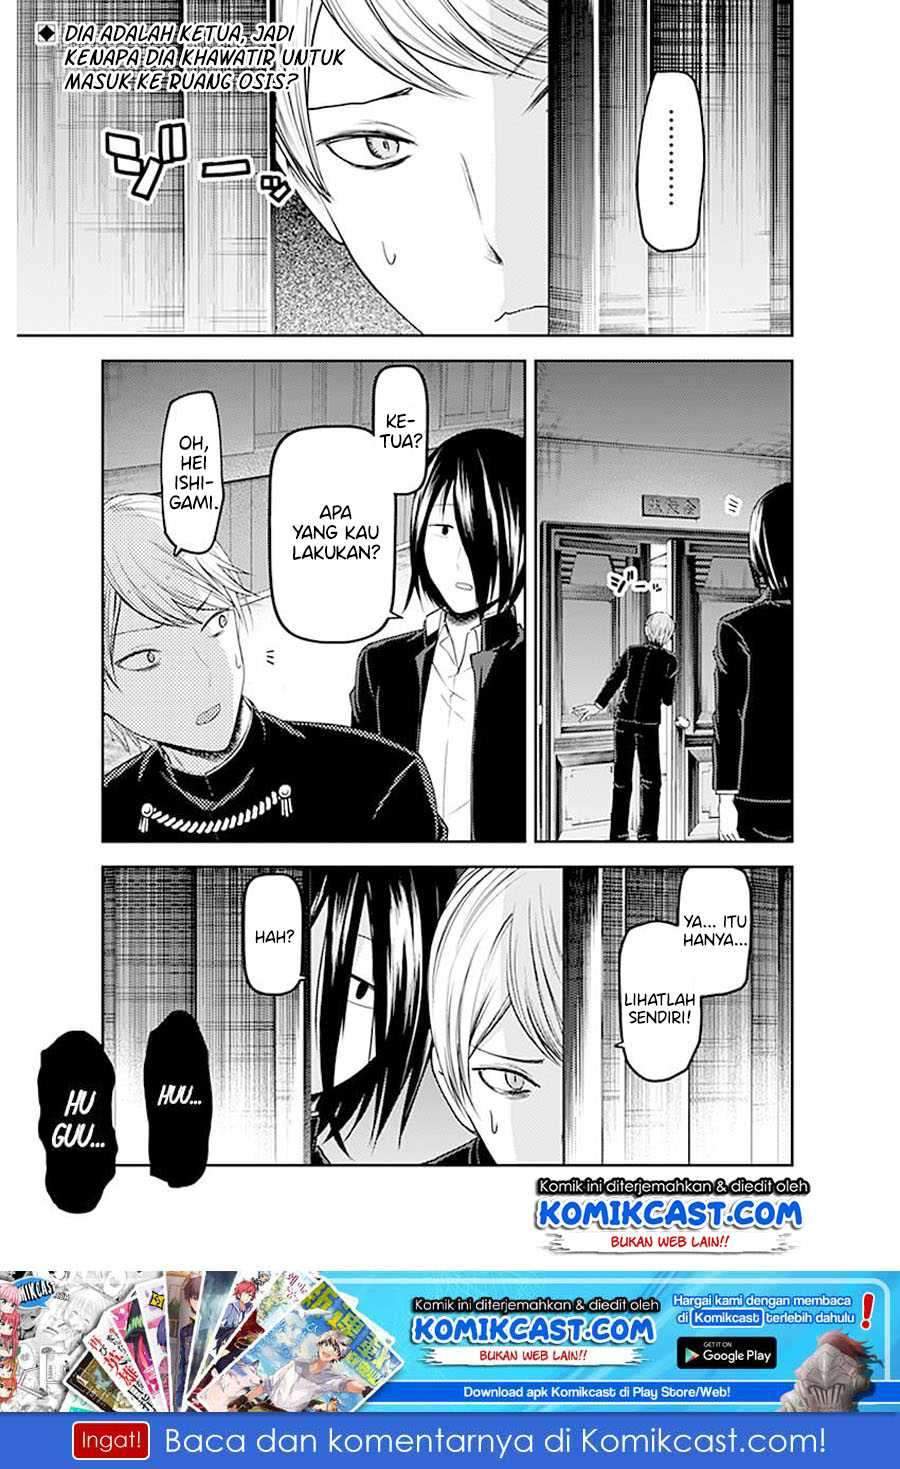 DIA ADALAH KETUA, JADI
KENAPA DIA KHAWATIR UNTUK
MASUK KE RUANG OSIS?
ジーッ
..........
KE-
TUA?
APA
YANG KAU
LAKUKAN?
OH,
HEI
ISHI-
GAMI.
ジーッ
YA... ITU
HANYA...
LIHATLAH
SENDIRI!
HAH?
HUU...
HU
GUU...
Komik ini diterjemahkan & diedit oleh
KOMIKCAST.COM
BUKAN WEB LAIN!!
Komik ini diterjemahkan & diedit oleh
KOMIKCAST.COM
BUKAN WEB LAIN!!
Hargai kami dengan membaca
di Komikcast terlebih dahulu !
GET IT ON
Google Play
Download apk Komikcast di Play Store/Web!
Ingat! Baca dan komentarnya di Komikcast.com!